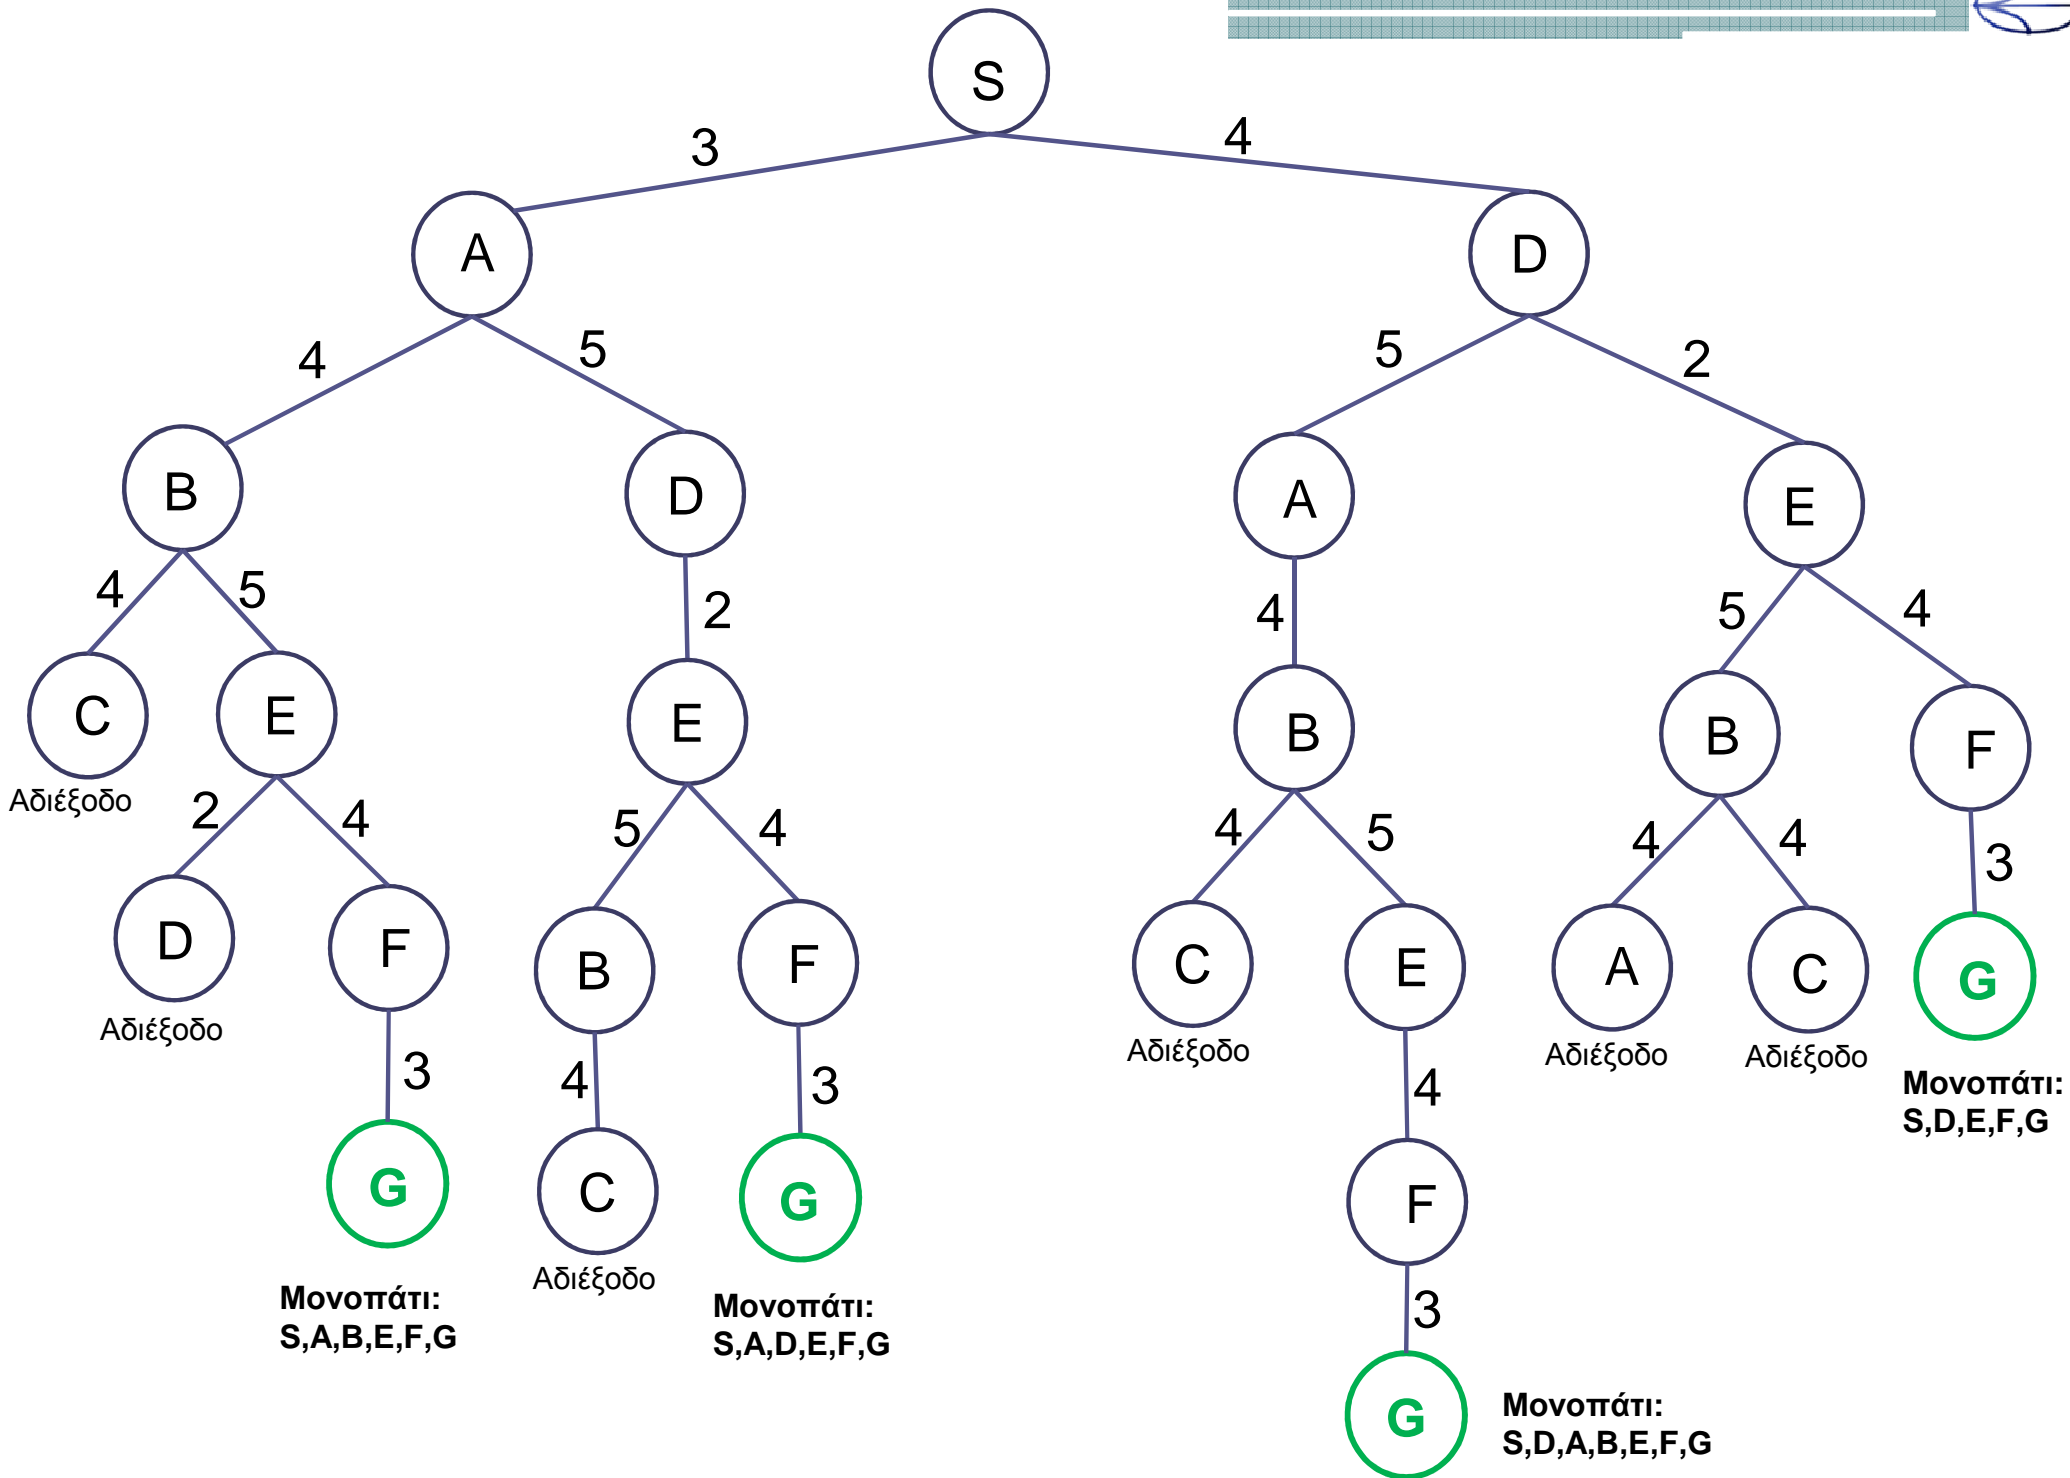 S
3 4
A D
4 5 5 2
B D A E
4 5 2 4 5 4
C E E B B F
Αδιέξοδο
2 4 5 4 4 5 4 4 3
D F B F C E A C G
Αδιέξοδο Αδιέξοδο Αδιέξοδο Αδιέξοδο
3 4 3 4
Μονοπάτι:
S,D,E,F,G
G C G F
Αδιέξοδο
Μονοπάτι:
S,A,B,E,F,G
Μονοπάτι:
S,A,D,E,F,G
3
G
Μονοπάτι:
S,D,A,B,E,F,G